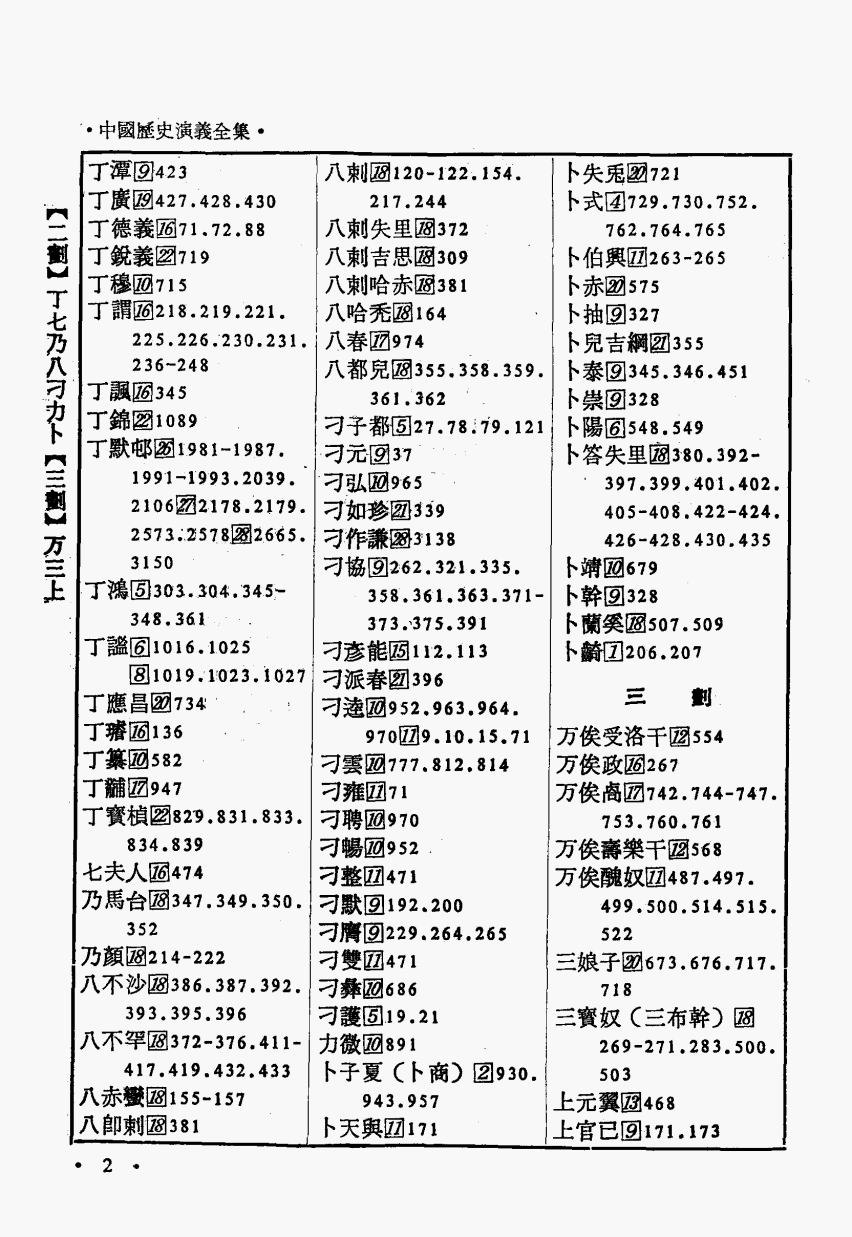 ·中國歷史演義全集·
【二劃】丁七乃八刁力卜【三劃】万三上
丁潭⑨423
丁廣⑲427.428.430
丁德義⑯71.72.88
丁銳義㉒719
丁穆⑩715
丁謂⑯218.219.221.
225.226.230.231.
236-248
丁諷⑯345
丁錦㉒1089
丁默邨㉖1981-1987.
1991-1993.2039.
2106㉗2178.2179.
2573.2578㉘2665.
3150
丁鴻⑤303.304.345-
348.361
丁謐⑥1016.1025
⑧1019.1023.1027
丁應昌⑳734
丁璿⑯136
丁纂⑩582
丁黼⑰947
丁寶楨㉒829.831.833.
834.839
七夫人⑯474
乃馬台⑱347.349.350.
352
乃顏⑱214-222
八不沙⑱386.387.392.
393.395.396
八不罕⑱372-376.411-
417.419.432.433
八赤蠻⑱155-157
八卽剌⑱381
八剌⑱120-122.154.
217.244
八剌失里⑱372
八剌吉思⑱309
八剌哈赤⑱381
八哈禿⑱164
八春⑰974
八都兒⑱355.358.359.
361.362
刁子都⑤27.78.79.121
刁元⑨37
刁弘⑩965
刁如珍㉑339
刁作謙㉘3138
刁協⑨262.321.335.
358.361.363.371-
373.375.391
刁彥能⑮112.113
刁派春㉑396
刁逵⑩952.963.964.
970⑪9.10.15.71
刁雲⑩777.812.814
刁雍⑪71
刁聘⑩970
刁暢⑩952
刁整⑪471
刁默⑨192.200
刁膺⑨229.264.265
刁雙⑪471
刁彝⑩686
刁護⑤19.21
力微⑩891
卜子夏（卜商）②930.
943.957
卜天與⑪171
卜失兎⑳721
卜式④729.730.752.
762.764.765
卜伯興⑪263-265
卜赤⑳575
卜抽⑨327
卜兒吉綱㉑355
卜泰⑨345.346.451
卜崇⑨328
卜陽⑥548.549
卜答失里⑱380.392-
397.399.401.402.
405-408.422-424.
426-428.430.435
卜靖⑩679
卜幹⑨328
卜蘭奚⑱507.509
卜齮①206.207
三　劃
万俟受洛干⑫554
万俟政⑯267
万俟卨⑰742.744-747.
753.760.761
万俟壽樂干⑫568
万俟醜奴⑪487.497.
499.500.514.515.
522
三娘子⑳673.676.717.
718
三寶奴（三布幹）⑱
269-271.283.500.
503
上元翼⑬468
上官已⑨171.173
· 2 ·